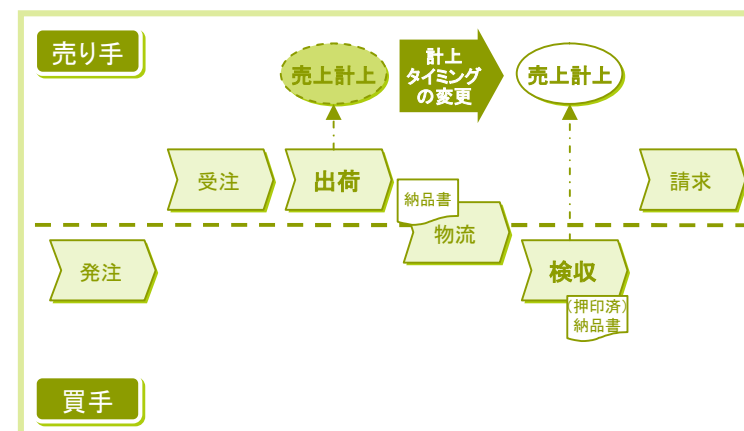 売り手
売上計上
計上
タイミング
の変更
売上計上
受注
出荷
請求
納品書
物流
発注
検収
(押印済)
納品書
買手